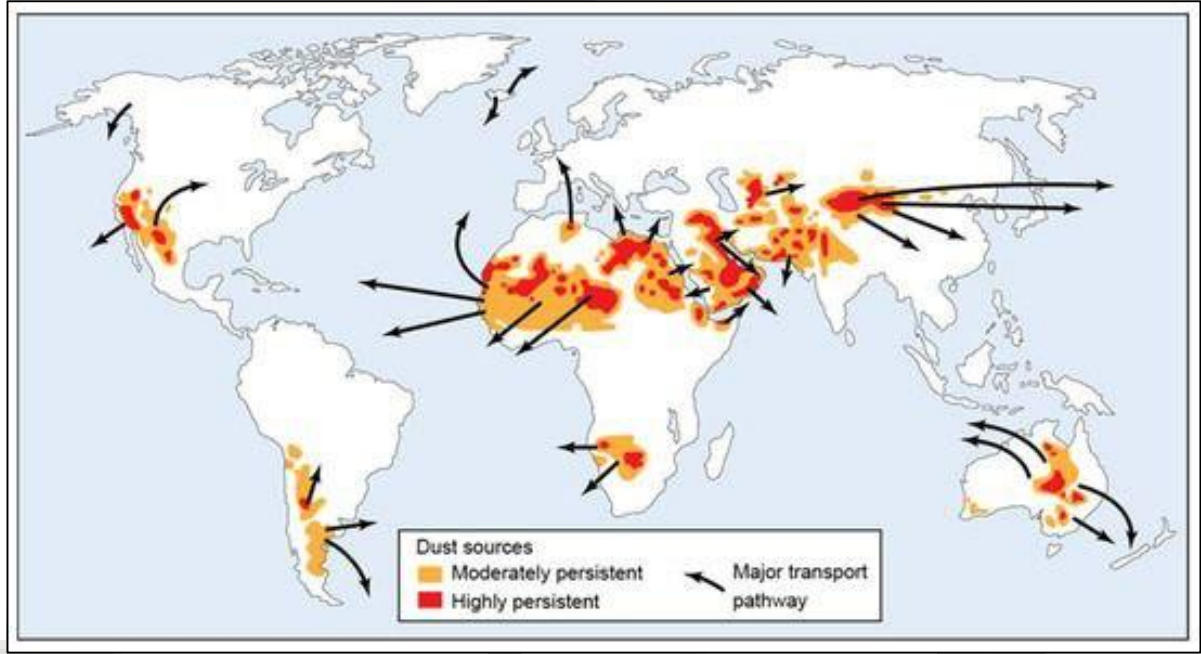 Dust sources
Moderately persistent
Highly persistent
Major transport
pathway